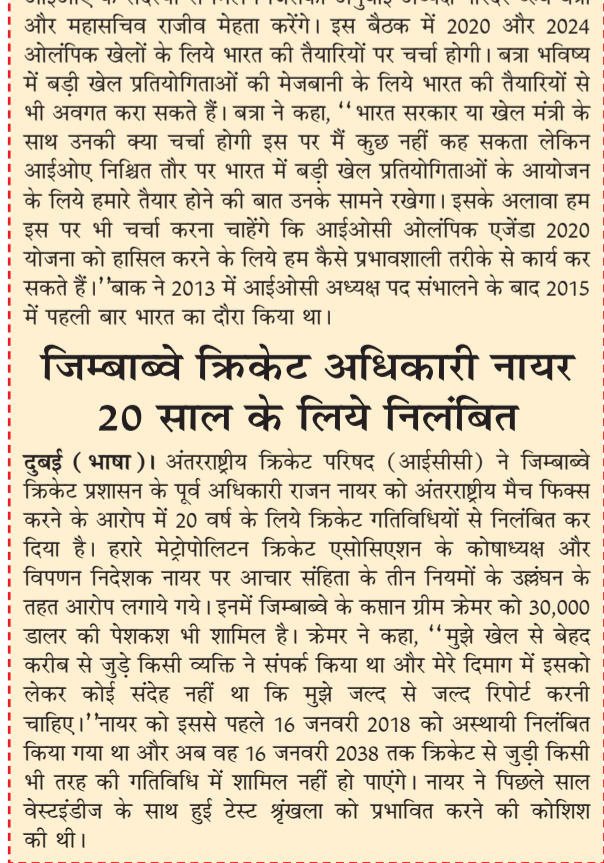 और महासचिव राजीव मेहता करेंगे। इस बैठक में 2020 और 2024
ओलंपिक खेलों के लिये भारत की तैयारियों पर चर्चा होगी। बत्रा भविष्य
में बड़ी खेल प्रतियोगिताओं की मेजबानी के लिये भारत की तैयारियों से
भी अवगत करा सकते हैं। बत्रा ने कहा, ‘‘भारत सरकार या खेल मंत्री के
साथ उनकी क्या चर्चा होगी इस पर मैं कुछ नहीं कह सकता लेकिन
आईओए निश्चित तौर पर भारत में बड़ी खेल प्रतियोगिताओं के आयोजन
के लिये हमारे तैयार होने की बात उनके सामने रखेगा। इसके अलावा हम
इस पर भी चर्चा करना चाहेंगे कि आईओसी ओलंपिक एजेंडा 2020
योजना को हासिल करने के लिये हम कैसे प्रभावशाली तरीके से कार्य कर
सकते हैं।’’बाक ने 2013 में आईओसी अध्यक्ष पद संभालने के बाद 2015
में पहली बार भारत का दौरा किया था।
जिम्बाब्वे क्रिकेट अधिकारी नायर
20 साल के लिये निलंबित
दुबई (भाषा)। अंतरराष्ट्रीय क्रिकेट परिषद (आईसीसी) ने जिम्बाब्वे
क्रिकेट प्रशासन के पूर्व अधिकारी राजन नायर को अंतरराष्ट्रीय मैच फिक्स
करने के आरोप में 20 वर्ष के लिये क्रिकेट गतिविधियों से निलंबित कर
दिया है। हरारे मेट्रोपोलिटन क्रिकेट एसोसिएशन के कोषाध्यक्ष और
विपणन निदेशक नायर पर आचार संहिता के तीन नियमों के उल्लंघन के
तहत आरोप लगाये गये। इनमें जिम्बाब्वे के कप्तान ग्रीम क्रेमर को 30,000
डालर की पेशकश भी शामिल है। क्रेमर ने कहा, ‘‘मुझे खेल से बेहद
करीब से जुड़े किसी व्यक्ति ने संपर्क किया था और मेरे दिमाग में इसको
लेकर कोई संदेह नहीं था कि मुझे जल्द से जल्द रिपोर्ट करनी
चाहिए।’’नायर को इससे पहले 16 जनवरी 2018 को अस्थायी निलंबित
किया गया था और अब वह 16 जनवरी 2038 तक क्रिकेट से जुड़ी किसी
भी तरह की गतिविधि में शामिल नहीं हो पाएंगे। नायर ने पिछले साल
वेस्टइंडीज के साथ हुई टेस्ट श्रृंखला को प्रभावित करने की कोशिश
की थी।